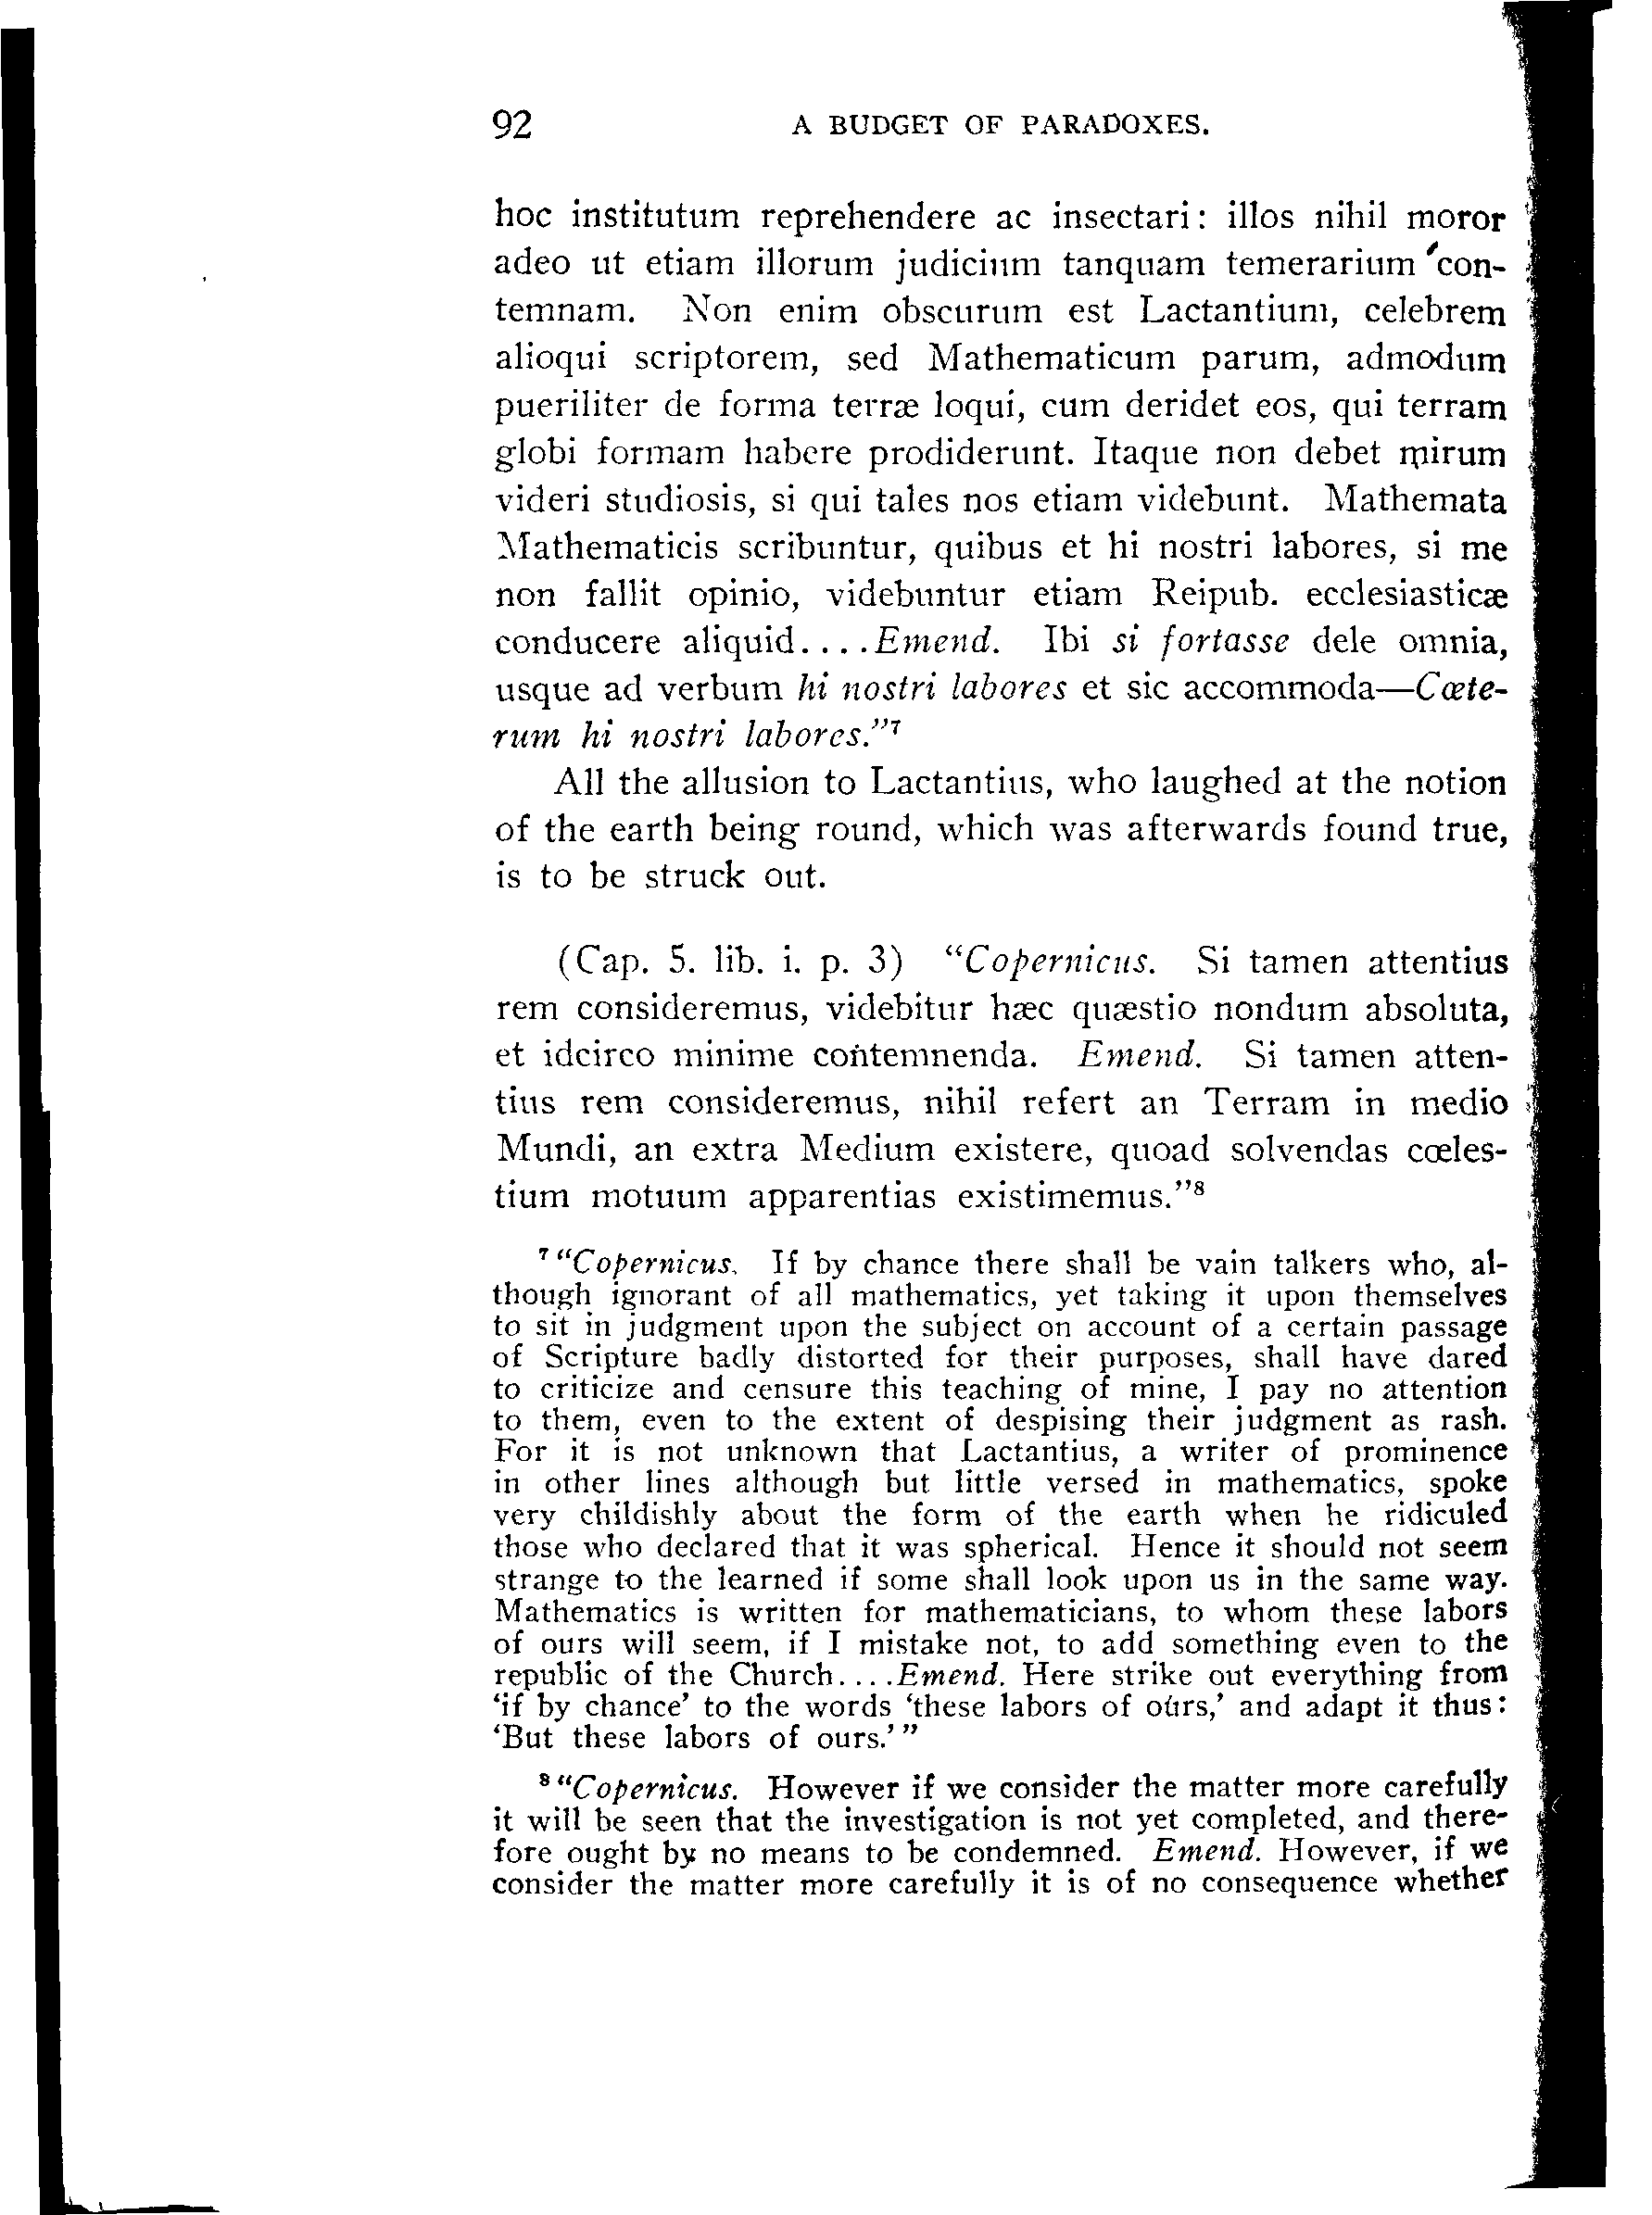 92 A BUDGET OF PARADOXES.
hoc institutum reprehendere ac insectari: illos nihil moror
adeo ut etiam illorum judicium tanquam temerarium con-
temnam. Non enim obscurum est Lactantium, celebrem
alioqui scriptorem, sed Mathematicum parum, admodum
pueriliter de forma terræ loqui, cum deridet eos, qui terram
globi formam habere prodiderunt. Itaque non debet mirum
videri studiosis, si qui tales nos etiam videbunt. Mathemata
Mathematicis scribuntur, quibus et hi nostri labores, si me
non fallit opinio, videbuntur etiam Reipub. ecclesiasticæ
conducere aliquid....Emend. Ibi si fortasse dele omnia,
usque ad verbum hi nostri labores et sic accommoda—Cœte-
rum hi nostri labores."⁷
All the allusion to Lactantius, who laughed at the notion
of the earth being round, which was afterwards found true,
is to be struck out.
(Cap. 5. lib. i. p. 3) "Copernicus. Si tamen attentius
rem consideremus, videbitur hæc quæstio nondum absoluta,
et idcirco minime contemnenda. Emend. Si tamen atten-
tius rem consideremus, nihil refert an Terram in medio
Mundi, an extra Medium existere, quoad solvendas cœles-
tium motuum apparentias existimemus."⁸
⁷ "Copernicus. If by chance there shall be vain talkers who, al-
though ignorant of all mathematics, yet taking it upon themselves
to sit in judgment upon the subject on account of a certain passage
of Scripture badly distorted for their purposes, shall have dared
to criticize and censure this teaching of mine, I pay no attention
to them, even to the extent of despising their judgment as rash.
For it is not unknown that Lactantius, a writer of prominence
in other lines although but little versed in mathematics, spoke
very childishly about the form of the earth when he ridiculed
those who declared that it was spherical. Hence it should not seem
strange to the learned if some shall look upon us in the same way.
Mathematics is written for mathematicians, to whom these labors
of ours will seem, if I mistake not, to add something even to the
republic of the Church....Emend. Here strike out everything from
'if by chance' to the words 'these labors of ours,' and adapt it thus:
'But these labors of ours.'"
⁸ "Copernicus. However if we consider the matter more carefully
it will be seen that the investigation is not yet completed, and there-
fore ought by no means to be condemned. Emend. However, if we
consider the matter more carefully it is of no consequence whether